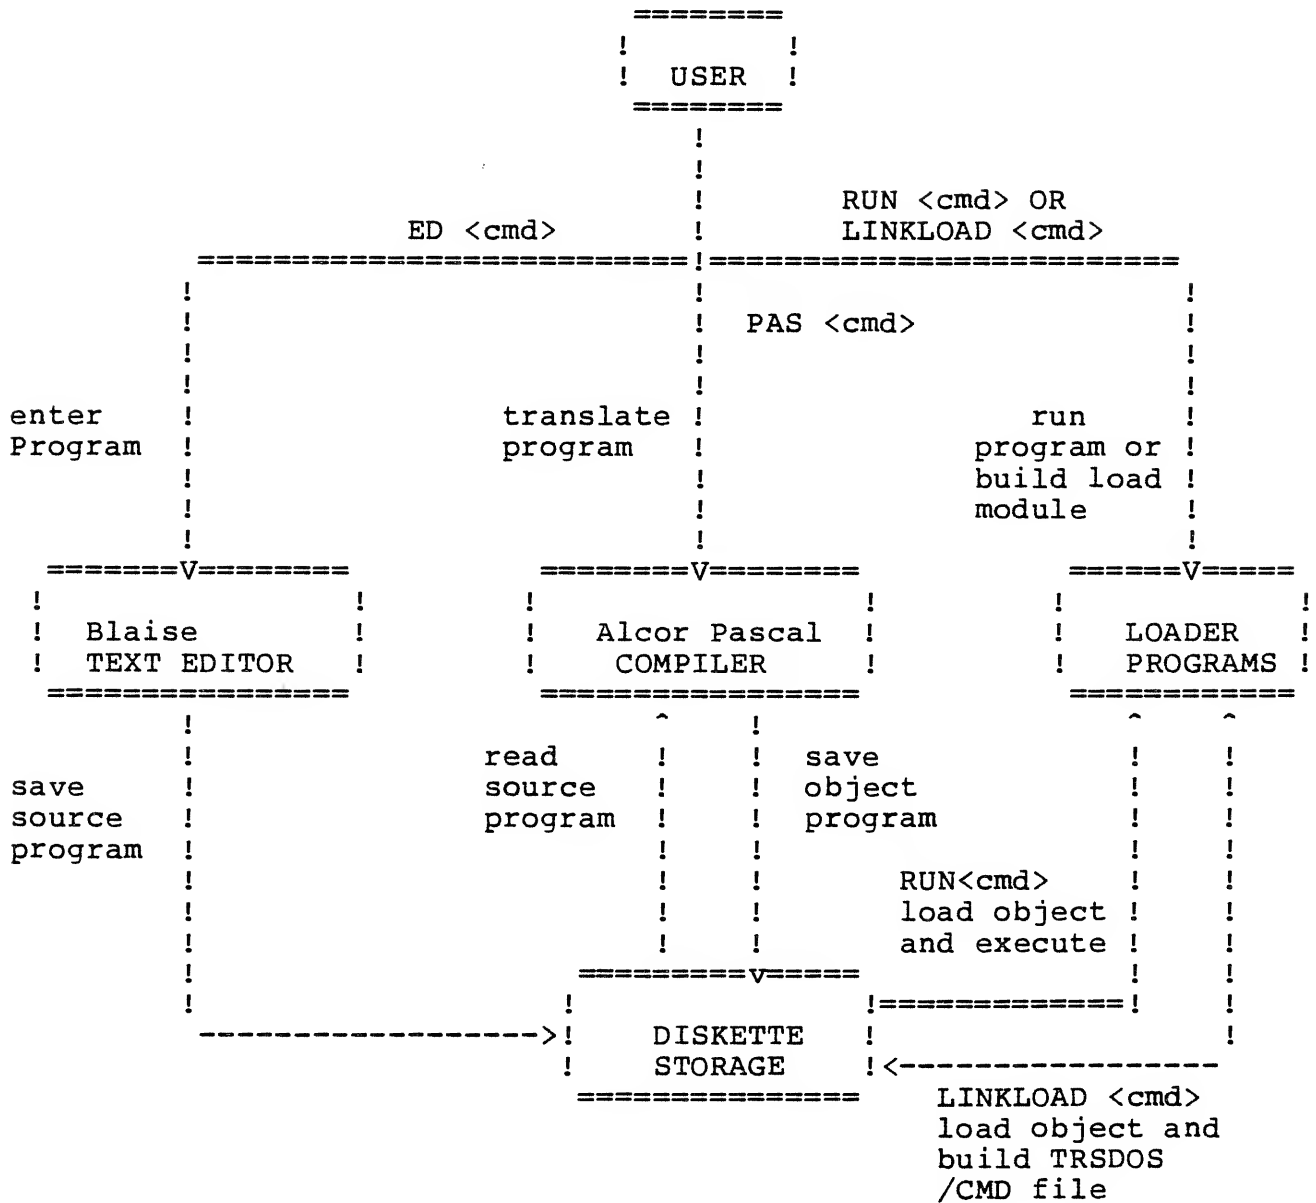 USER
RUN <cmd> OR
ED <cmd>
LINKLOAD <cmd>
PAS <cmd>
enter
Program
translate
program
run
program or
build load
module
Blaise
TEXT EDITOR
Alcor Pascal
COMPILER
LOADER
PROGRAMS
save
source
program
read
source
program
save
object
program
RUN<cmd>
load object
and execute
DISKETTE
STORAGE
LINKLOAD <cmd>
load object and
build TRSDOS
/CMD file